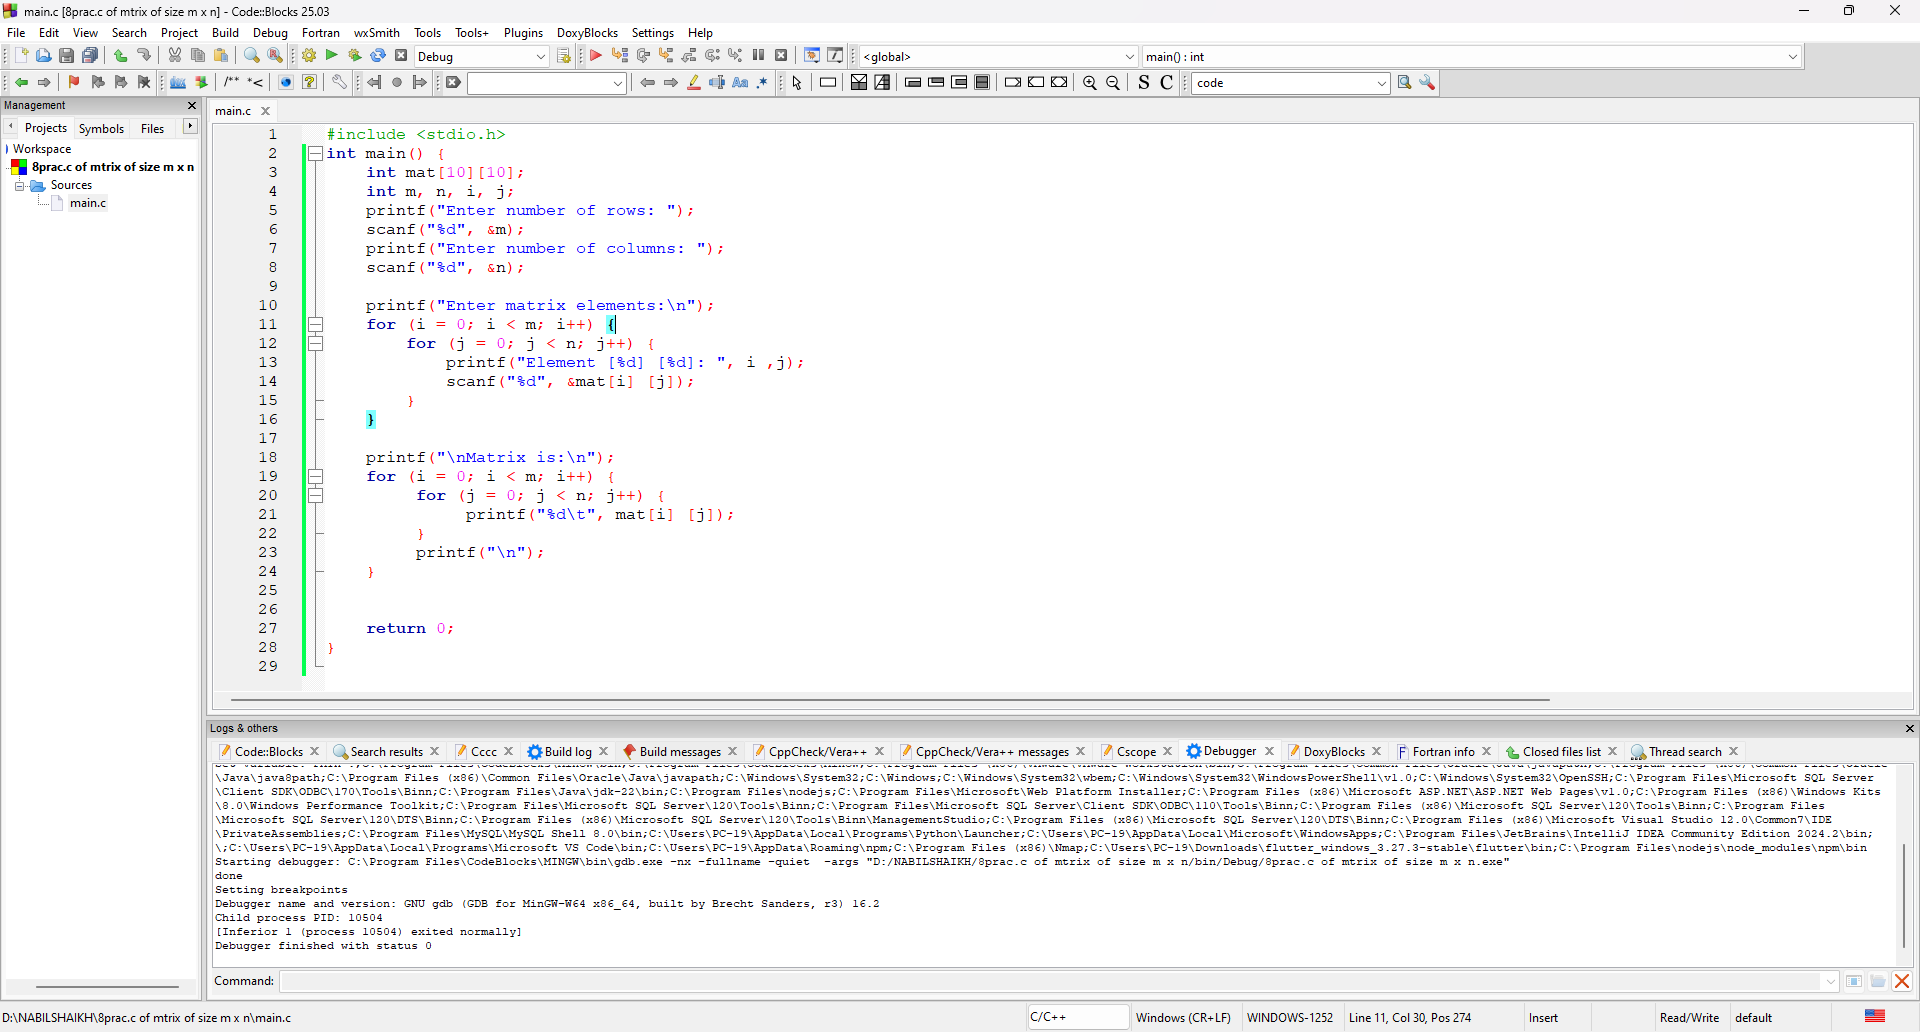 main.c [8prac.c of mtrix of size m x n] - Code::Blocks 25.03
File Edit View Search Project Build Debug Fortran wxSmith Tools Tools+ Plugins DoxyBlocks Settings Help
Debug <global> main() : int
/** *< Aa .* S C code
Management
Projects Symbols Files
Workspace
8prac.c of mtrix of size m x n
Sources
main.c
main.c
1 #include <stdio.h>
2 int main() {
3 int mat[10][10];
4 int m, n, i, j;
5 printf("Enter number of rows: ");
6 scanf("%d", &m);
7 printf("Enter number of columns: ");
8 scanf("%d", &n);
9
10 printf("Enter matrix elements:\n");
11 for (i = 0; i < m; i++) {
12 for (j = 0; j < n; j++) {
13 printf("Element [%d] [%d]: ", i ,j);
14 scanf("%d", &mat[i] [j]);
15 }
16 }
17
18 printf("\nMatrix is:\n");
19 for (i = 0; i < m; i++) {
20 for (j = 0; j < n; j++) {
21 printf("%d\t", mat[i] [j]);
22 }
23 printf("\n");
24 }
25
26
27 return 0;
28 }
29
Logs & others
Code::Blocks Search results Cccc Build log Build messages CppCheck/Vera++ CppCheck/Vera++ messages Cscope Debugger DoxyBlocks Fortran info Closed files list Thread search
\Java\java8path;C:\Program Files (x86)\Common Files\Oracle\Java\javapath;C:\Windows\System32;C:\Windows;C:\Windows\System32\wbem;C:\Windows\System32\WindowsPowerShell\v1.0;C:\Windows\System32\OpenSSH;C:\Program Files\Microsoft SQL Server
\Client SDK\ODBC\170\Tools\Binn;C:\Program Files\Java\jdk-22\bin;C:\Program Files\nodejs;C:\Program Files\Microsoft\Web Platform Installer;C:\Program Files (x86)\Microsoft ASP.NET\ASP.NET Web Pages\v1.0;C:\Program Files (x86)\Windows Kits
\8.0\Windows Performance Toolkit;C:\Program Files\Microsoft SQL Server\120\Tools\Binn;C:\Program Files (x86)\Microsoft SQL Server\Client SDK\ODBC\110\Tools\Binn;C:\Program Files (x86)\Microsoft SQL Server\120\Tools\Binn;C:\Program Files
\Microsoft SQL Server\120\DTS\Binn;C:\Program Files (x86)\Microsoft SQL Server\120\Tools\Binn\ManagementStudio;C:\Program Files (x86)\Microsoft SQL Server\120\DTS\Binn;C:\Program Files (x86)\Microsoft Visual Studio 12.0\Common7\IDE
\PrivateAssemblies;C:\Program Files\MySQL\MySQL Shell 8.0\bin;C:\Users\PC-19\AppData\Local\Programs\Python\Launcher;C:\Users\PC-19\AppData\Local\Microsoft\WindowsApps;C:\Program Files\JetBrains\IntelliJ IDEA Community Edition 2024.2\bin;
\;C:\Users\PC-19\AppData\Local\Programs\Microsoft VS Code\bin;C:\Users\PC-19\AppData\Roaming\npm;C:\Program Files (x86)\Nmap;C:\Users\PC-19\Downloads\flutter_windows_3.27.3-stable\flutter\bin;C:\Program Files\nodejs\node_modules\npm\bin
Starting debugger: C:\Program Files\CodeBlocks\MINGW\bin\gdb.exe -nx -fullname -quiet -args "D:/NABILSHAIKH/8prac.c of mtrix of size m x n/bin/Debug/8prac.c of mtrix of size m x n.exe"
done
Setting breakpoints
Debugger name and version: GNU gdb (GDB for MinGW-W64 x86_64, built by Brecht Sanders, r3) 16.2
Child process PID: 10504
[Inferior 1 (process 10504) exited normally]
Debugger finished with status 0
Command:
D:\NABILSHAIKH\8prac.c of mtrix of size m x n\main.c C/C++ Windows (CR+LF) WINDOWS-1252 Line 11, Col 30, Pos 274 Insert Read/Write default